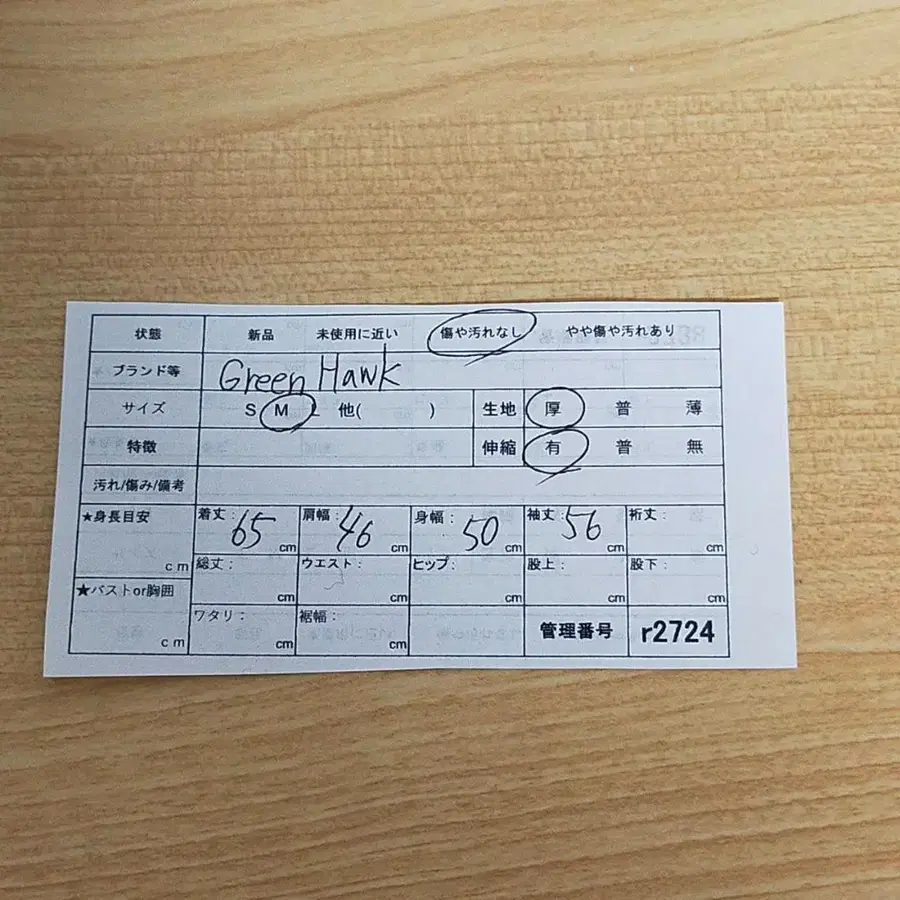 状態 新品 未使用に近い 傷や汚れなし やや傷や汚れあり
ブランド等 Green Hawk
サイズ S M L 他( ) 生地 厚 普 薄
特徴 伸縮 有 普 無
汚れ/傷み/備考
★身長目安 cm 着丈: 65 cm 肩幅: 46 cm 身幅: 50 cm 袖丈: 56 cm 裄丈: cm
総丈: cm ウエスト: cm ヒップ: cm 股上: cm 股下: cm
★バストor胸囲 cm ワタリ: cm 裾幅: cm 管理番号 r2724